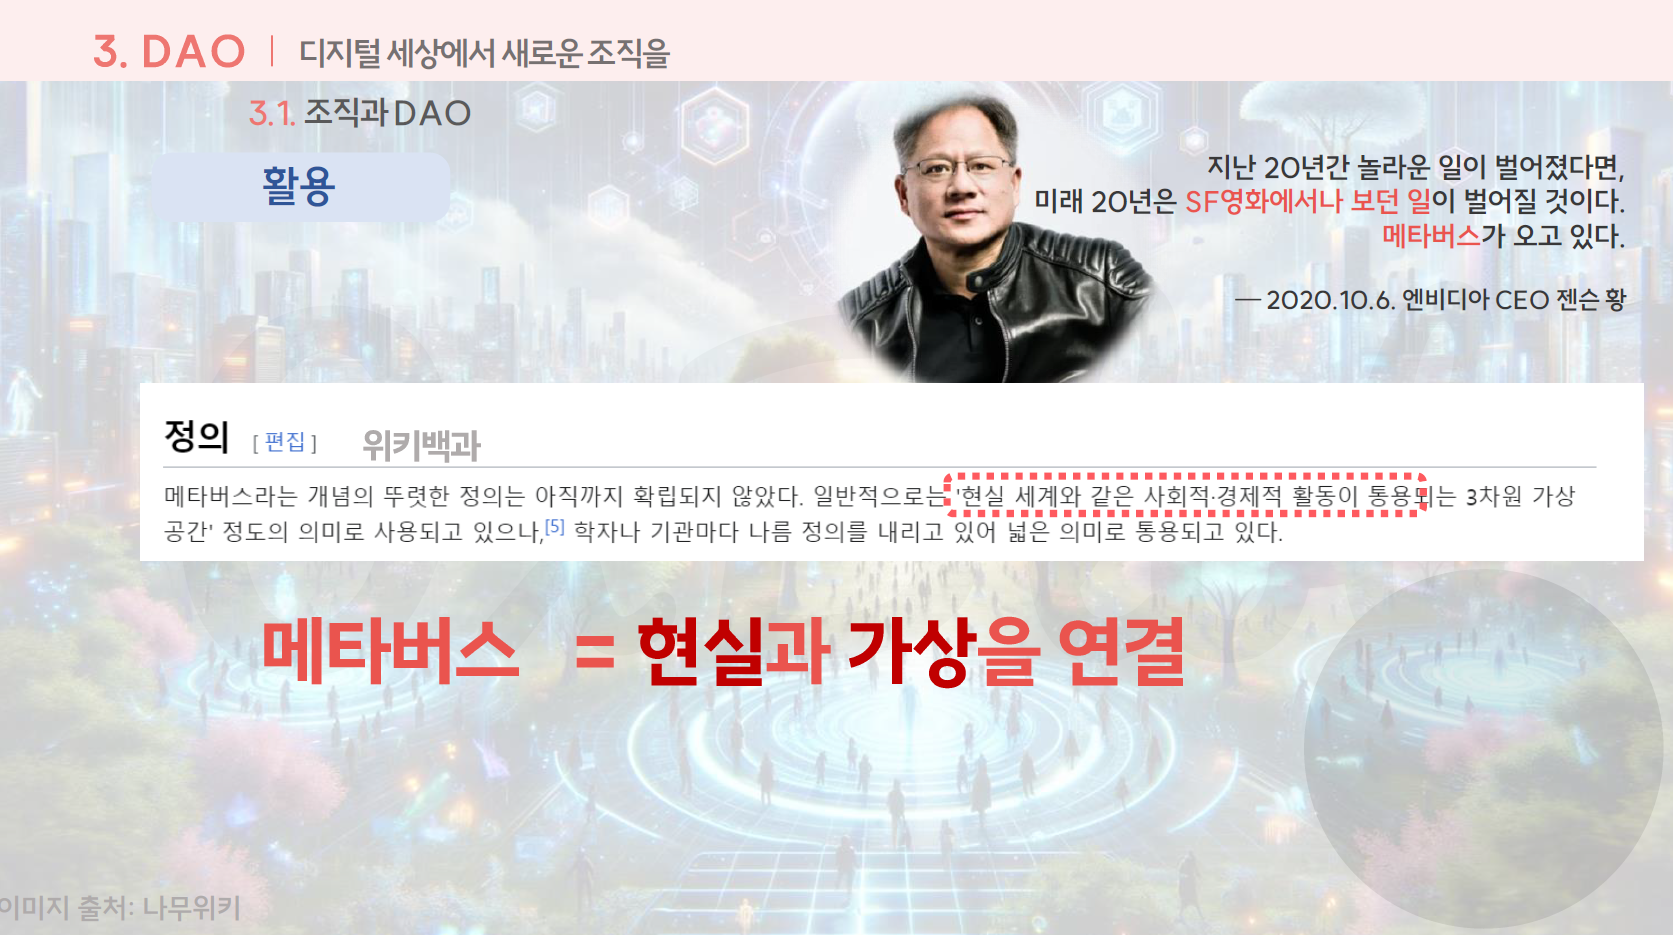 3. DAO | 디지털 세상에서 새로운 조직을
3.1. 조직과 DAO
활용
지난 20년간 놀라운 일이 벌어졌다면,
미래 20년은 SF영화에서나 보던 일이 벌어질 것이다.
메타버스가 오고 있다.
— 2020.10.6. 엔비디아 CEO 젠슨 황
정의 [편집] 위키백과
메타버스라는 개념의 뚜렷한 정의는 아직까지 확립되지 않았다. 일반적으로는 '현실 세계와 같은 사회적·경제적 활동이 통용되는 3차원 가상
공간' 정도의 의미로 사용되고 있으나,[5] 학자나 기관마다 나름 정의를 내리고 있어 넓은 의미로 통용되고 있다.
메타버스 = 현실과 가상을 연결
이미지 출처: 나무위키